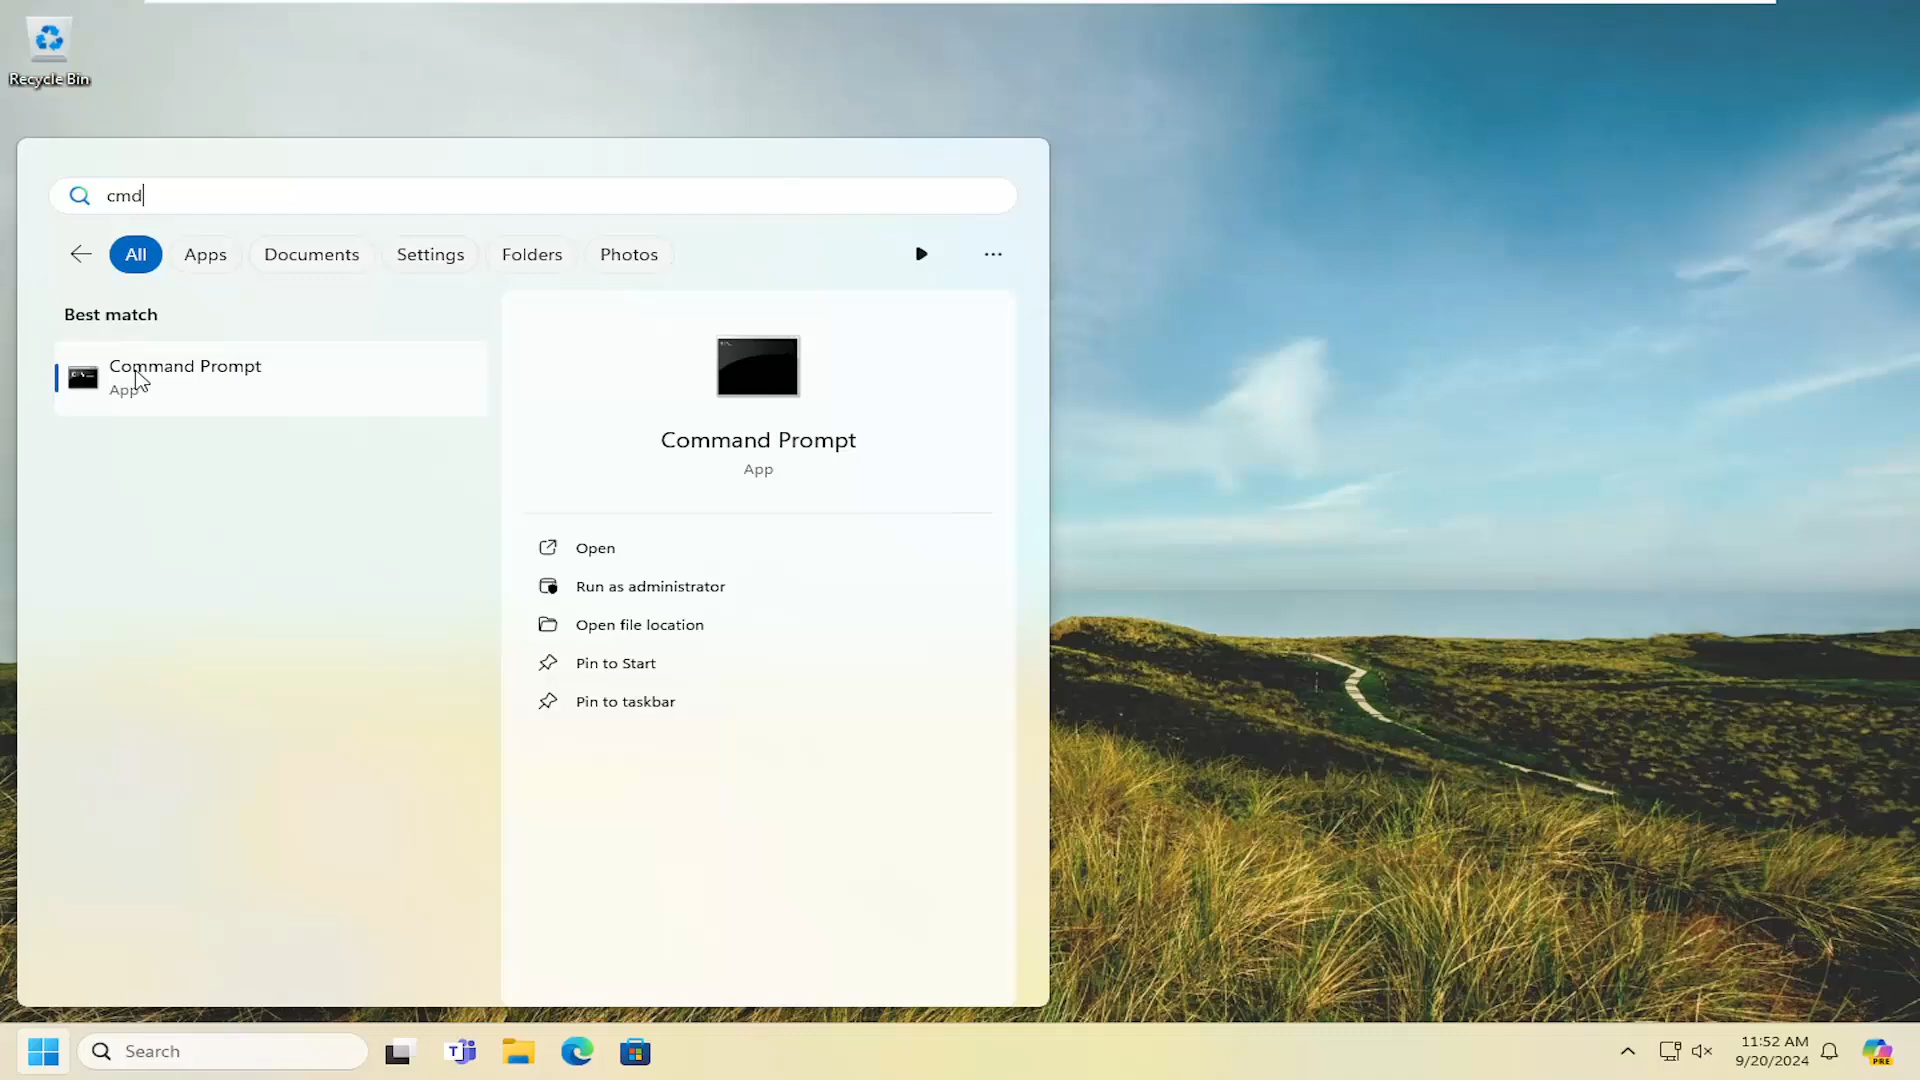 Recycle Bin
cmd
All
Apps
Documents
Settings
Folders
Photos
Best match
Command Prompt
App
Command Prompt
App
Open
Run as administrator
Open file location
Pin to Start
Pin to taskbar
Search
11:52 AM
9/20/2024
PRE